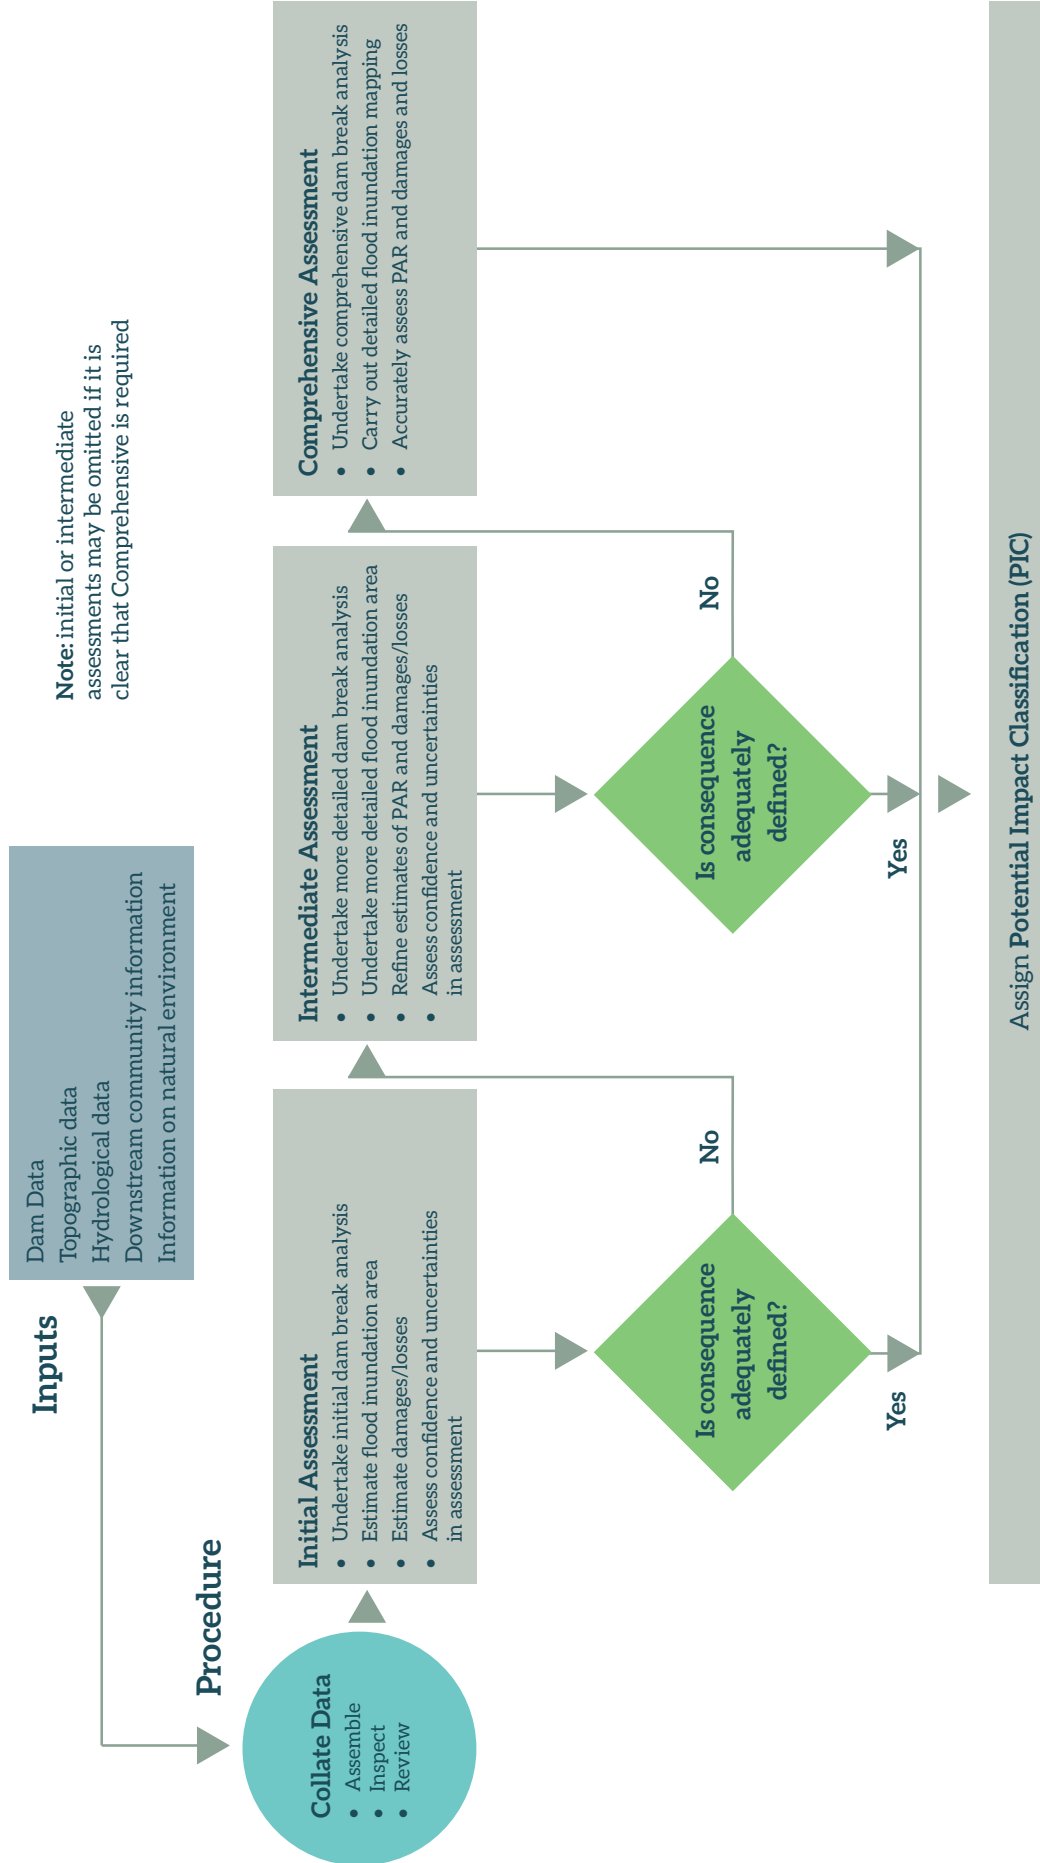 Inputs
Dam Data
Topographic data
Hydrological data
Downstream community information
Information on natural environment
Note: initial or intermediate
assessments may be omitted if it is
clear that Comprehensive is required
Procedure
Collate Data
• Assemble
• Inspect
• Review
Initial Assessment
• Undertake initial dam break analysis
• Estimate flood inundation area
• Estimate damages/losses
• Assess confidence and uncertainties
in assessment
Intermediate Assessment
• Undertake more detailed dam break analysis
• Undertake more detailed flood inundation area
• Refine estimates of PAR and damages/losses
• Assess confidence and uncertainties
in assessment
Comprehensive Assessment
• Undertake comprehensive dam break analysis
• Carry out detailed flood inundation mapping
• Accurately assess PAR and damages and losses
Is consequence
adequately
defined?
No
Yes
Is consequence
adequately
defined?
No
Yes
Assign Potential Impact Classification (PIC)